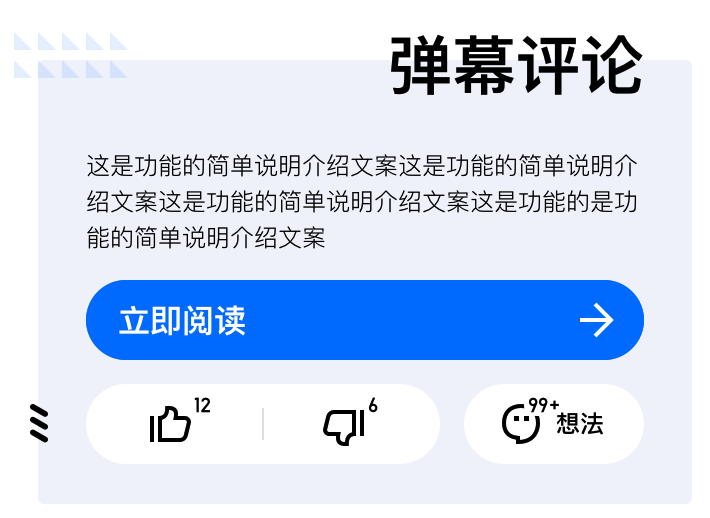 弹幕评论
这是功能的简单说明介绍文案这是功能的简单说明介
绍文案这是功能的简单说明介绍文案这是功能的是功
能的简单说明介绍文案
立即阅读
12
6
99+
想法